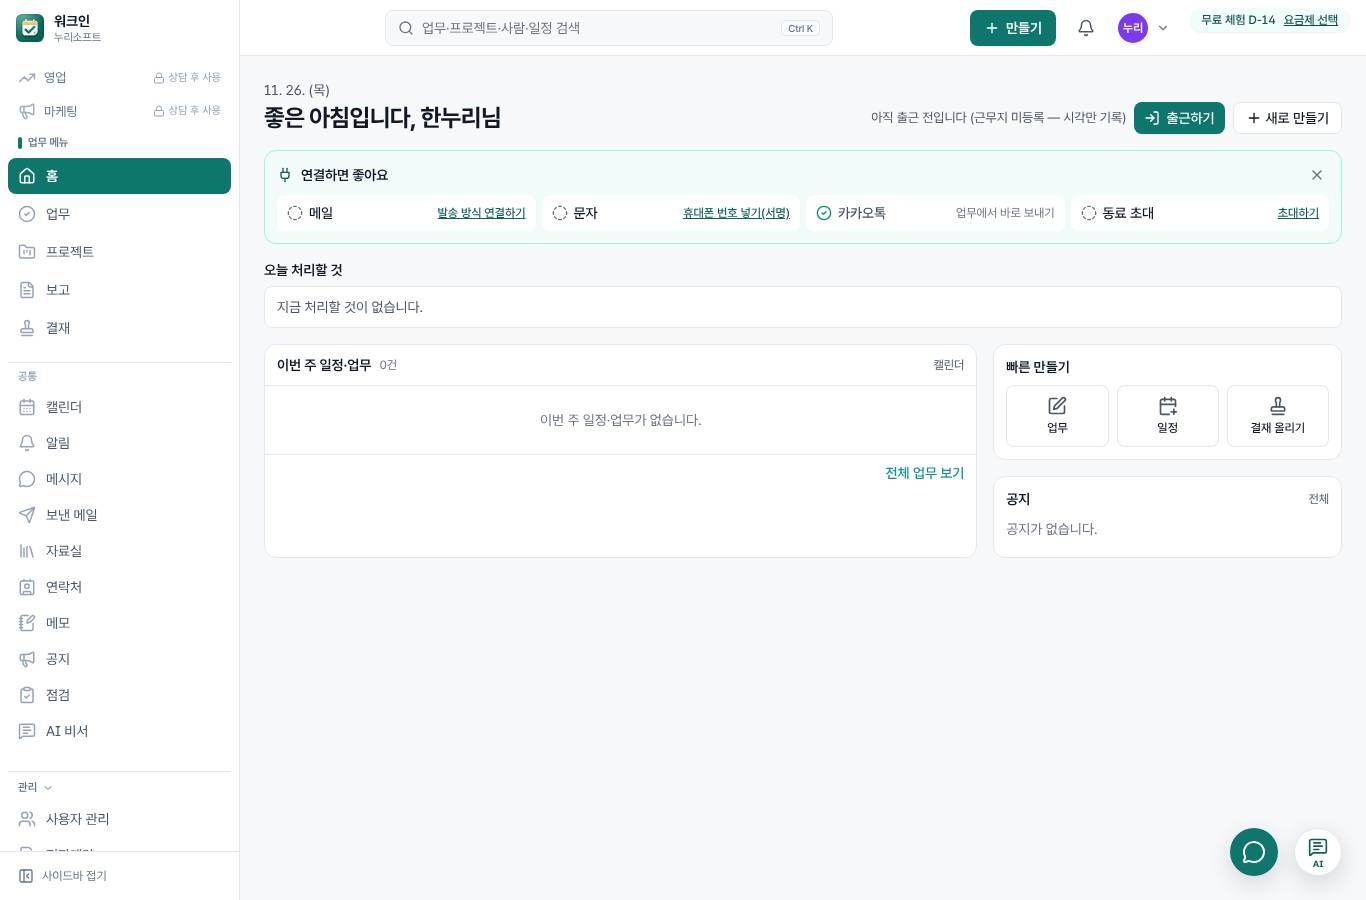 워크인
누리소프트
영업 상담 후 사용
마케팅 상담 후 사용
업무 메뉴
홈
업무
프로젝트
보고
결재
공통
캘린더
알림
메시지
보낸 메일
자료실
연락처
메모
공지
점검
AI 비서
관리
사용자 관리
사이드바 접기
업무·프로젝트·사람·일정 검색 Ctrl K
만들기
누리
무료 체험 D-14 요금제 선택
11. 26. (목)
좋은 아침입니다, 한누리님
아직 출근 전입니다 (근무지 미등록 — 시각만 기록) 출근하기 새로 만들기
연결하면 좋아요
메일 발송 방식 연결하기
문자 휴대폰 번호 넣기(서명)
카카오톡 업무에서 바로 보내기
동료 초대 초대하기
오늘 처리할 것
지금 처리할 것이 없습니다.
이번 주 일정·업무 0건 캘린더
이번 주 일정·업무가 없습니다.
전체 업무 보기
빠른 만들기
업무
일정
결재 올리기
공지 전체
공지가 없습니다.
AI